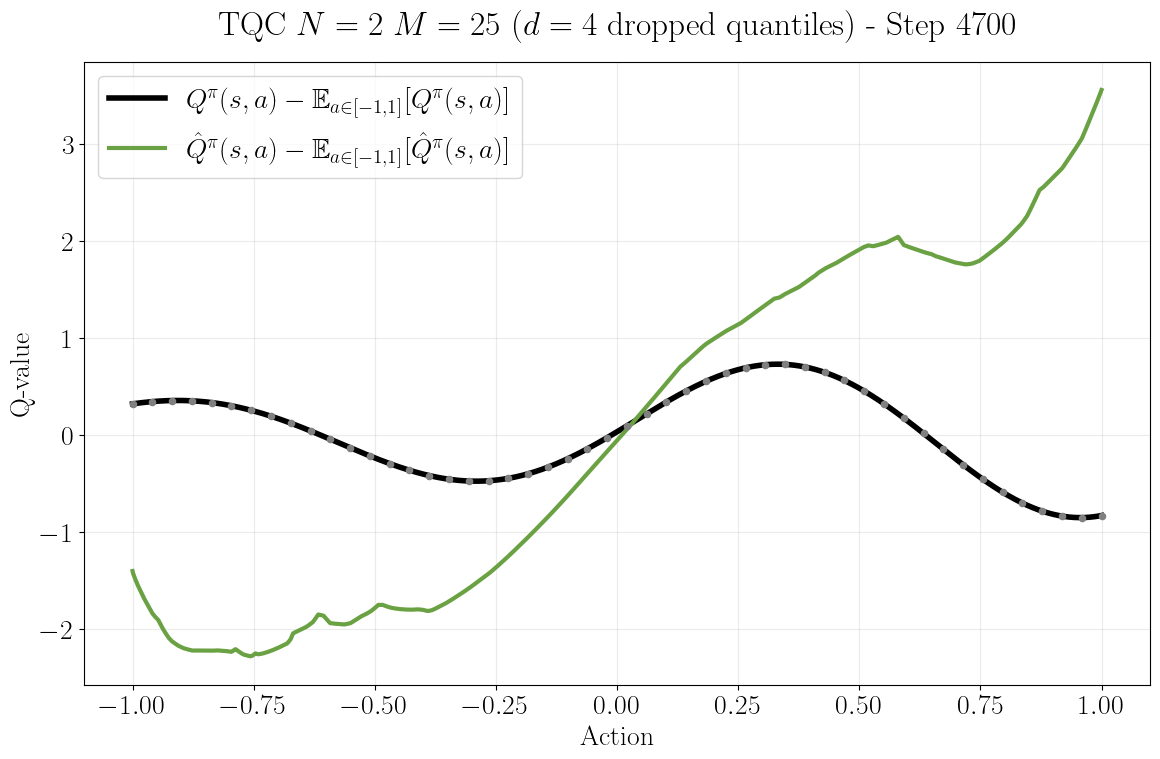 TQC N = 2 M = 25 (d = 4 dropped quantiles) - Step 4700
Q^π(s, a) − 𝔼_{a∈[−1,1]}[Q^π(s, a)]
Q̂^π(s, a) − 𝔼_{a∈[−1,1]}[Q̂^π(s, a)]
3
2
1
0
−1
−2
Q-value
−1.00 −0.75 −0.50 −0.25 0.00 0.25 0.50 0.75 1.00
Action